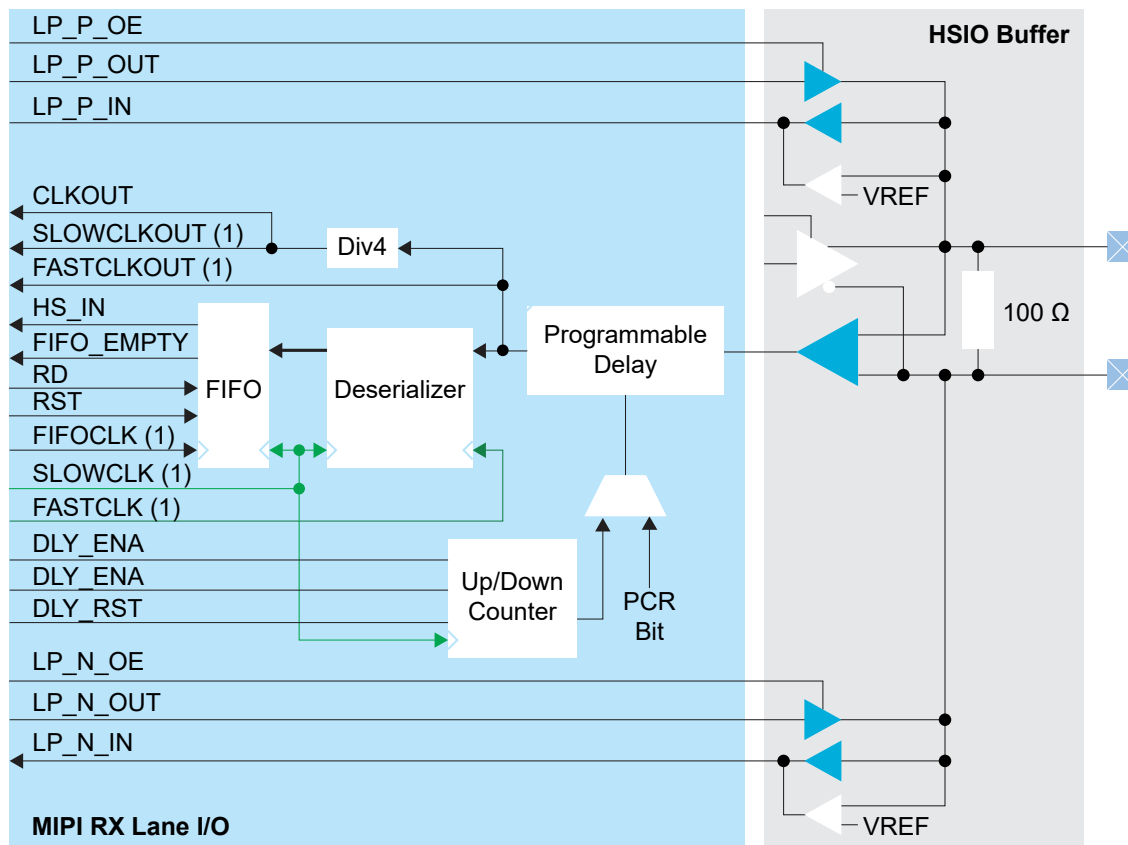 LP_P_OE
HSIO Buffer
LP_P_OUT
LP_P_IN
VREF
CLKOUT
SLOWCLKOUT (1)
Div4
FASTCLKOUT (1)
HS_IN
100 Ω
Programmable
Delay
FIFO_EMPTY
RD
FIFO
Deserializer
RST
FIFOCLK (1)
SLOWCLK (1)
FASTCLK (1)
DLY_ENA
DLY_ENA
DLY_RST
Up/Down
Counter
PCR
Bit
LP_N_OE
LP_N_OUT
LP_N_IN
MIPI RX Lane I/O
VREF